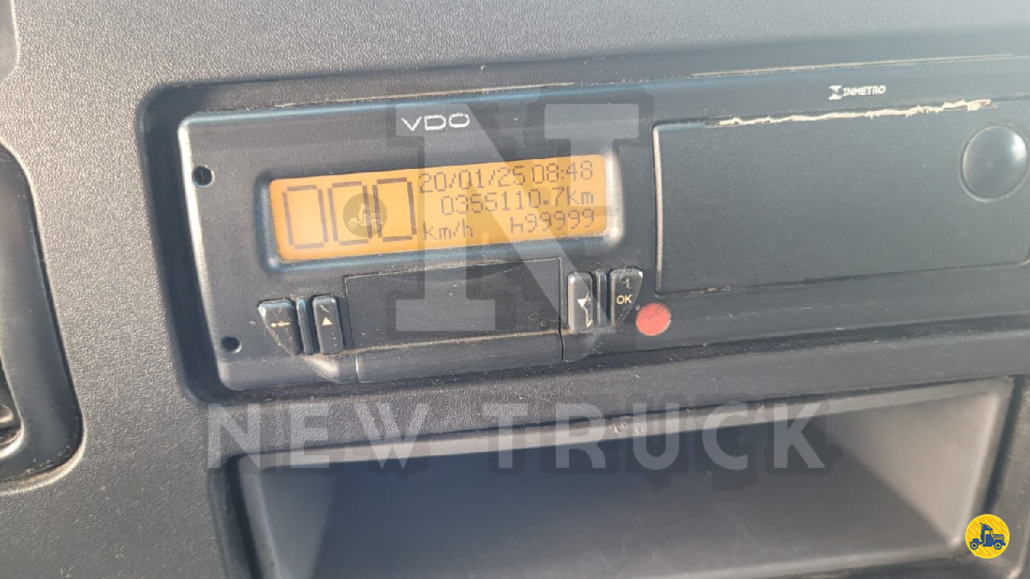 INMETRO
VDO
20/01/25 08:48
000
0355110.7km
km/h
h99999
OK
NEW TRUCK